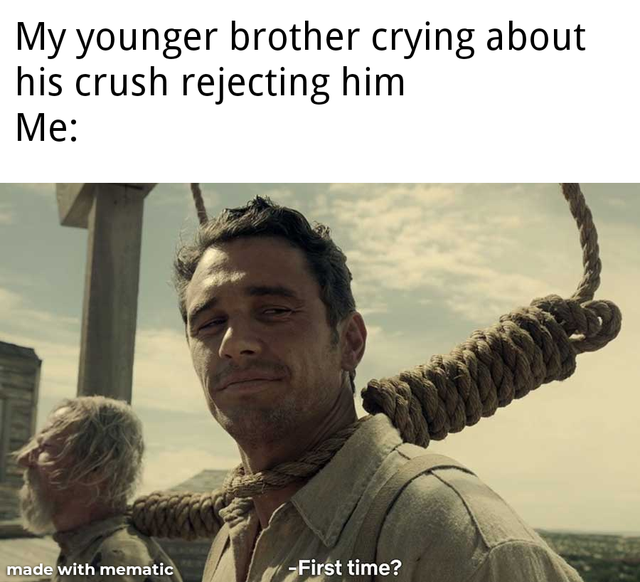 My younger brother crying about
his crush rejecting him
Me:
-First time?
made with mematic